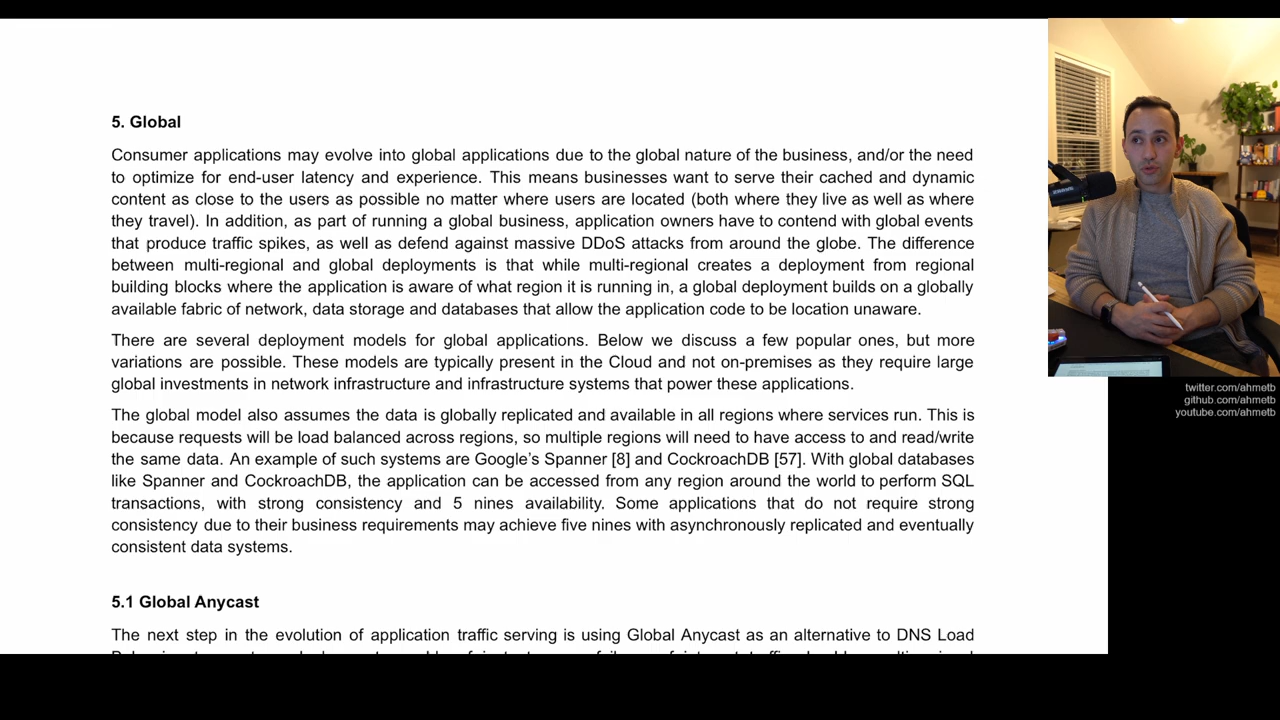 5. Global
Consumer applications may evolve into global applications due to the global nature of the business, and/or the need
to optimize for end-user latency and experience. This means businesses want to serve their cached and dynamic
content as close to the users as possible no matter where users are located (both where they live as well as where
they travel). In addition, as part of running a global business, application owners have to contend with global events
that produce traffic spikes, as well as defend against massive DDoS attacks from around the globe. The difference
between multi-regional and global deployments is that while multi-regional creates a deployment from regional
building blocks where the application is aware of what region it is running in, a global deployment builds on a globally
available fabric of network, data storage and databases that allow the application code to be location unaware.
There are several deployment models for global applications. Below we discuss a few popular ones, but more
variations are possible. These models are typically present in the Cloud and not on-premises as they require large
global investments in network infrastructure and infrastructure systems that power these applications.
The global model also assumes the data is globally replicated and available in all regions where services run. This is
because requests will be load balanced across regions, so multiple regions will need to have access to and read/write
the same data. An example of such systems are Google's Spanner [8] and CockroachDB [57]. With global databases
like Spanner and CockroachDB, the application can be accessed from any region around the world to perform SQL
transactions, with strong consistency and 5 nines availability. Some applications that do not require strong
consistency due to their business requirements may achieve five nines with asynchronously replicated and eventually
consistent data systems.
5.1 Global Anycast
The next step in the evolution of application traffic serving is using Global Anycast as an alternative to DNS Load
twitter.com/ahmetb
github.com/ahmetb
youtube.com/ahmetb